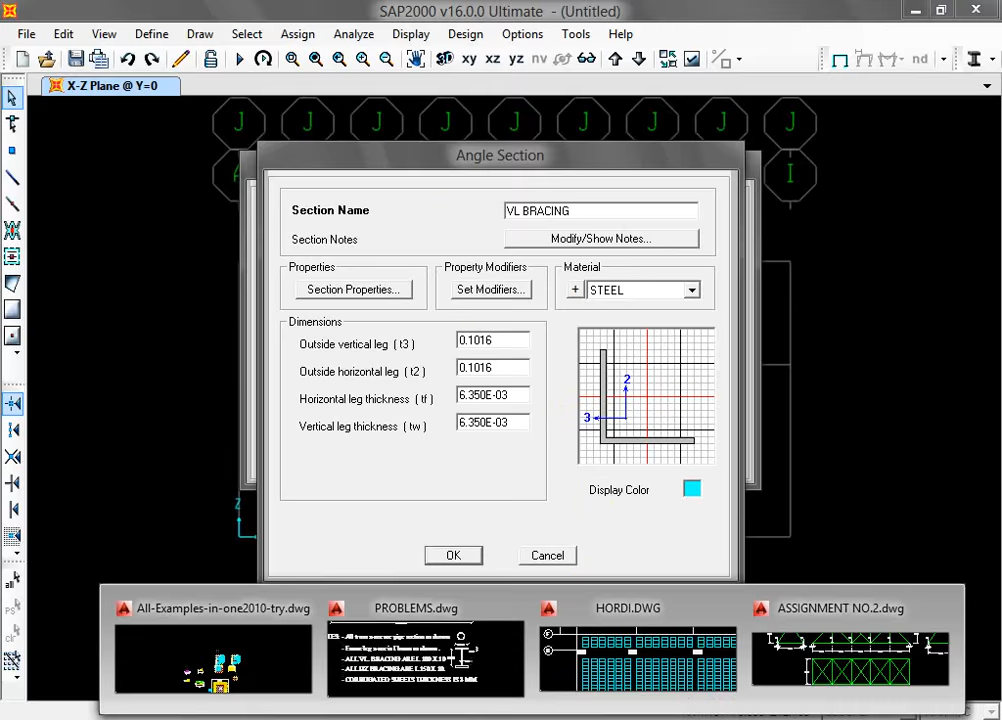 SAP2000 v16.0.0 Ultimate - (Untitled)
File Edit View Define Draw Select Assign Analyze Display Design Options Tools Help
3D xy xz yz nv nd
X-Z Plane @ Y=0
J J J J J J J J J
A I
Angle Section
Section Name VL BRACING
Section Notes Modify/Show Notes...
Properties Property Modifiers Material
Section Properties... Set Modifiers... + STEEL
Dimensions
Outside vertical leg ( t3 ) 0.1016
Outside horizontal leg ( t2 ) 0.1016
Horizontal leg thickness ( tf ) 6.350E-03
Vertical leg thickness ( tw ) 6.350E-03
2
3
Display Color
Z
OK Cancel
all
PS
clr
All-Examples-in-one2010-try.dwg PROBLEMS.dwg HORDI.DWG ASSIGNMENT NO.2.dwg